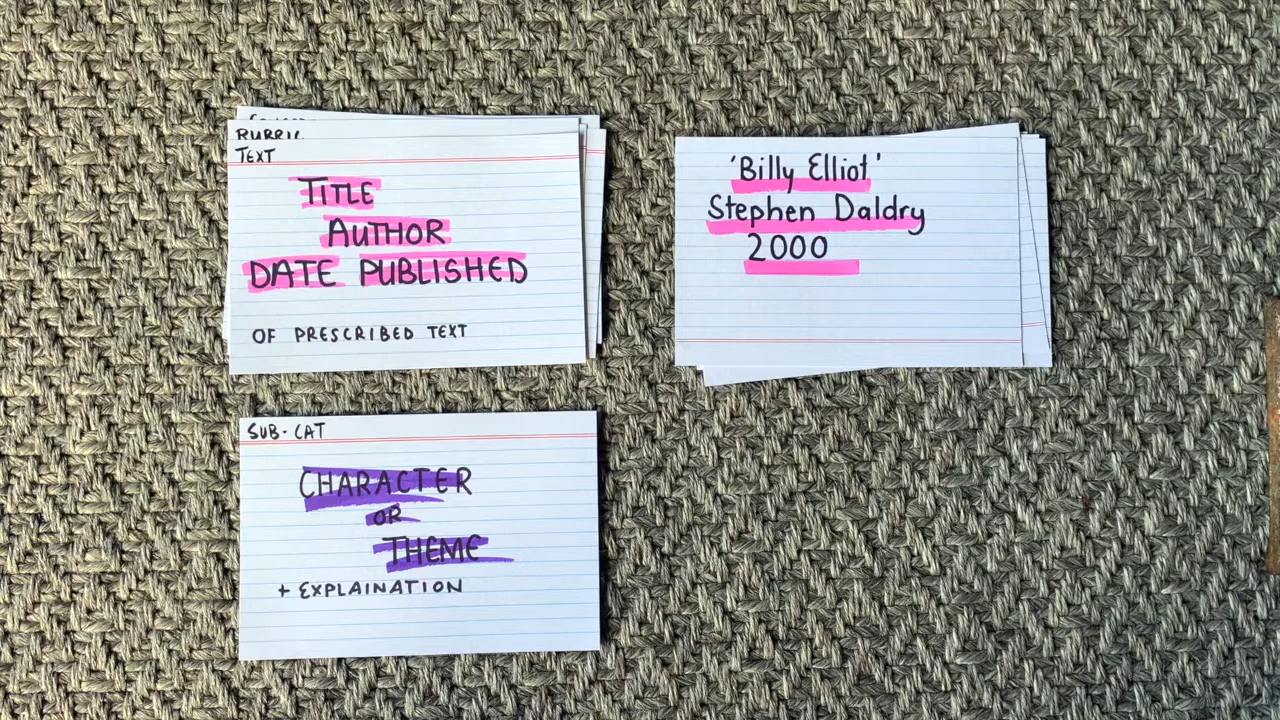 RUBRIC
TEXT
TITLE
AUTHOR
DATE PUBLISHED
OF PRESCRIBED TEXT
'Billy Elliot'
Stephen Daldry
2000
SUB-CAT
CHARACTER
OR
THEME
+ EXPLAINATION